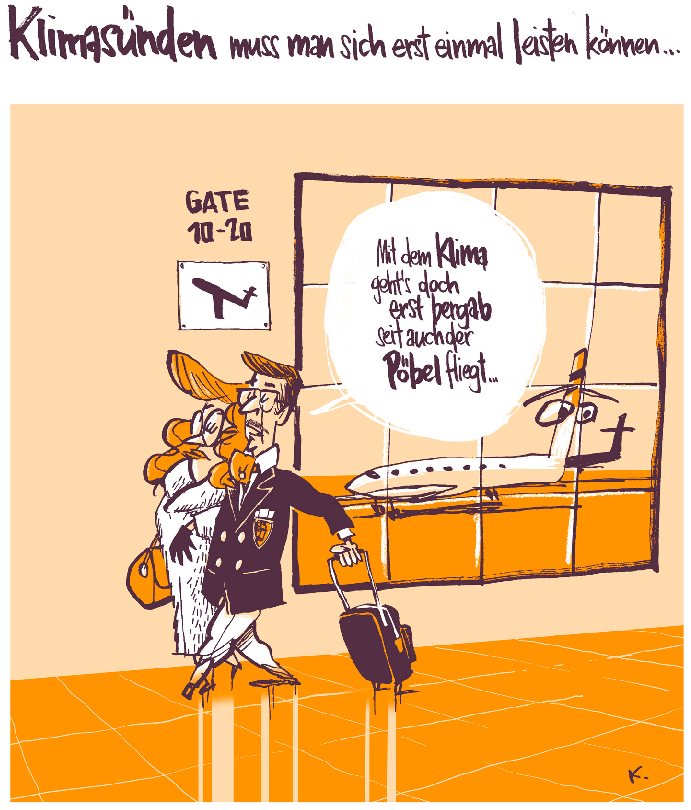 Klimasünden muss man sich erst einmal leisten können...
GATE
10-20
Mit dem Klima
geht's doch
erst bergab
seit auch der
Pöbel fliegt...
K.